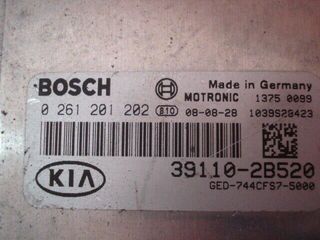 BOSCH Made in Germany
MOTRONIC 1375 0099
0 261 201 202 810 08-08-28 1039S28423
39110-2B520
KIA GED-744CFS7-5000